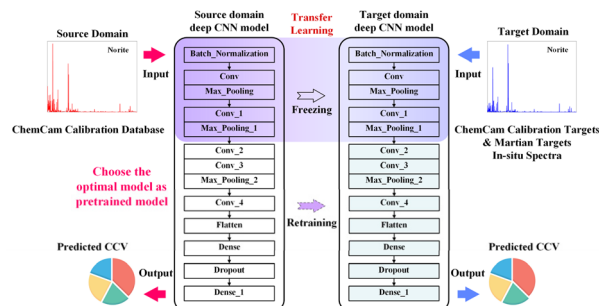 Source domain
deep CNN model
Transfer
Learning
Target domain
deep CNN model
Source Domain
Norite
Input
ChemCam Calibration Database
Batch_Normalization
Conv
Max_Pooling
Conv_1
Max_Pooling_1
Conv_2
Conv_3
Max_Pooling_2
Conv_4
Flatten
Dense
Dropout
Dense_1
Freezing
Retraining
Batch_Normalization
Conv
Max_Pooling
Conv_1
Max_Pooling_1
Conv_2
Conv_3
Max_Pooling_2
Conv_4
Flatten
Dense
Dropout
Dense_1
Target Domain
Norite
Input
ChemCam Calibration Targets
& Martian Targets
In-situ Spectra
Choose the
optimal model as
pretrained model
Predicted CCV
Output
Predicted CCV
Output